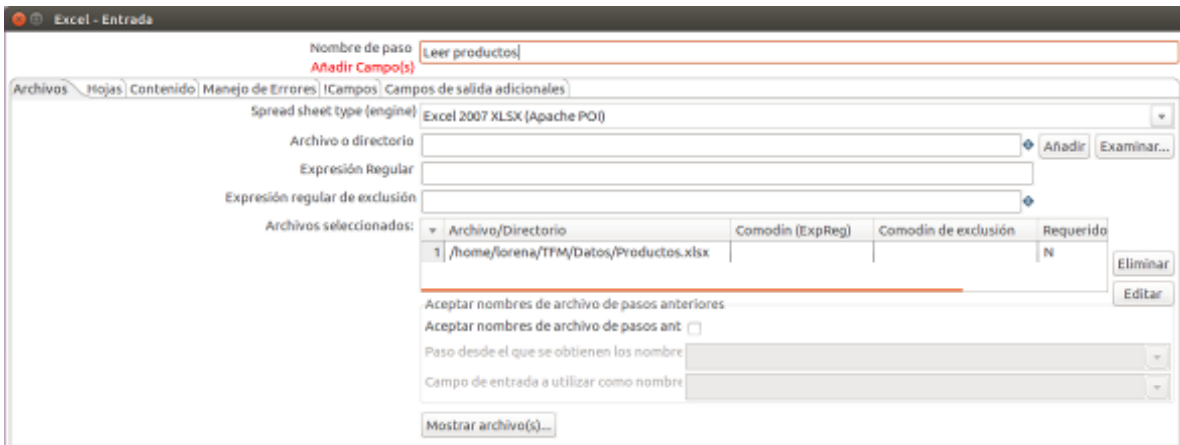 Excel - Entrada
Nombre de paso Leer productos
Añadir Campo(s)
Archivos Hojas Contenido Manejo de Errores !Campos Campos de salida adicionales
Spread sheet type (engine) Excel 2007 XLSX (Apache POI)
Archivo o directorio Añadir Examinar...
Expresión Regular
Expresión regular de exclusión
Archivos seleccionados: Archivo/Directorio Comodín (ExpReg) Comodín de exclusión Requerido
1 /home/lorena/TFM/Datos/Productos.xlsx N
Eliminar
Editar
Aceptar nombres de archivo de pasos anteriores
Aceptar nombres de archivo de pasos ant
Paso desde el que se obtienen los nombre
Campo de entrada a utilizar como nombre
Mostrar archivo(s)...